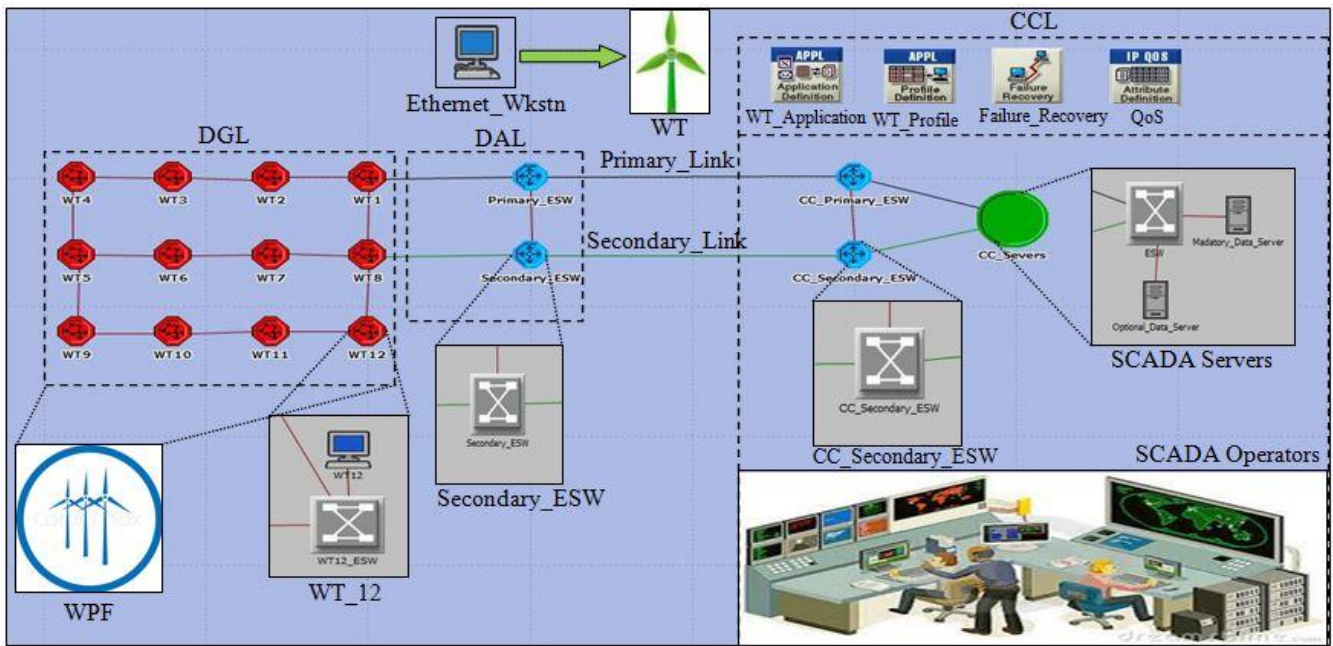 CCL
APPL
Application
Definition
WT_Application
APPL
Profile
Definition
WT_Profile
Failure
Recovery
Failure_Recovery
IP QOS
Attribute
Definition
QoS
Ethernet_Wkstn
WT
DGL
DAL
Primary_Link
Secondary_Link
WT4
WT3
WT2
WT1
Primary_ESW
CC_Primary_ESW
WT5
WT6
WT7
WT8
Secondary_ESW
CC_Secondary_ESW
CC_Severs
WT9
WT10
WT11
WT12
ESW
Madatory_Data_Server
Optional_Data_Server
SCADA Servers
Secondary_ESW
Secondary_ESW
CC_Secondary_ESW
CC_Secondary_ESW
WT12
WT12_ESW
WT_12
WPF
SCADA Operators